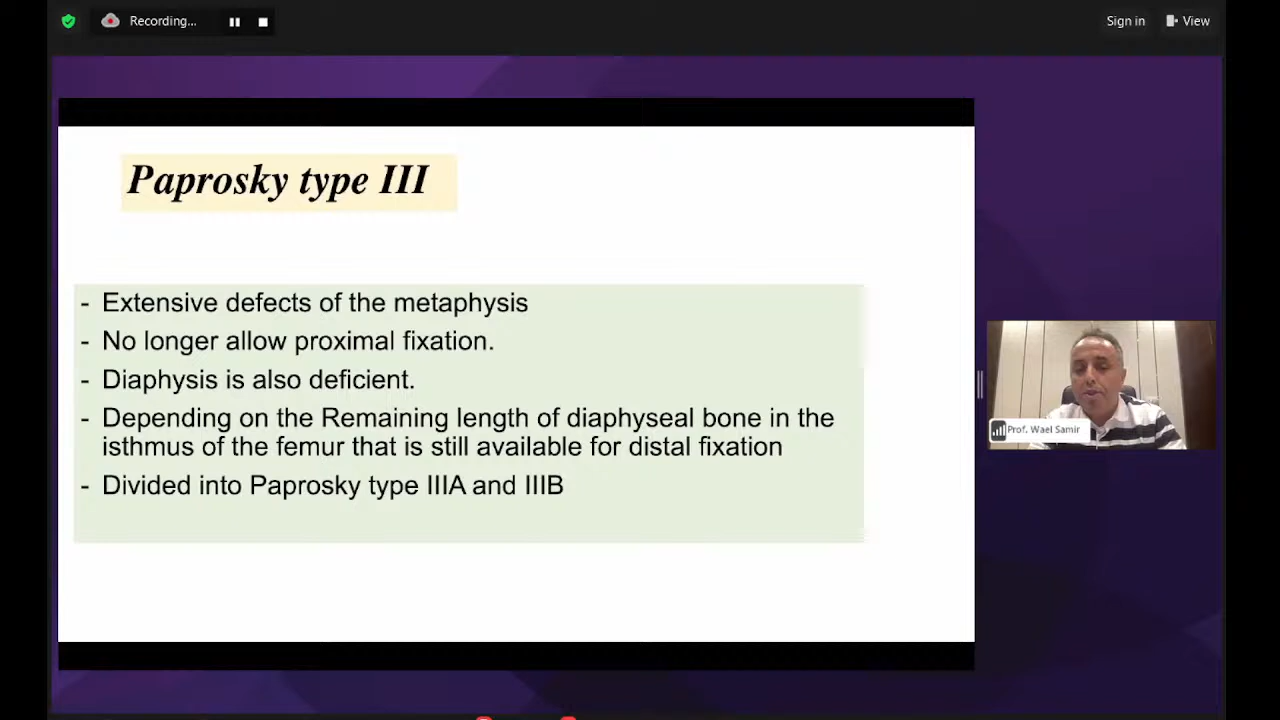 Recording...
Sign in
View
Paprosky type III
- Extensive defects of the metaphysis
- No longer allow proximal fixation.
- Diaphysis is also deficient.
- Depending on the Remaining length of diaphyseal bone in the
isthmus of the femur that is still available for distal fixation
- Divided into Paprosky type IIIA and IIIB
Prof. Wael Samir